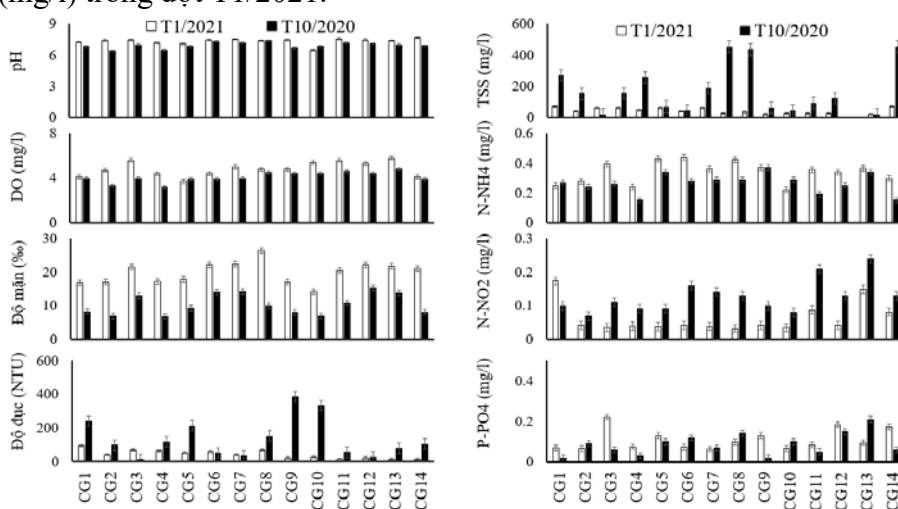 (mg/l) trong đợt T1/2021.
T1/2021 T10/2020
9
6
3
0
pH
8
4
0
DO (mg/l)
30
20
10
0
Độ mặn (‰)
600
400
200
0
Độ đục (NTU)
CG1 CG2 CG3 CG4 CG5 CG6 CG7 CG8 CG9 CG10 CG11 CG12 CG13 CG14
T1/2021 T10/2020
600
400
200
0
TSS (mg/l)
0.6
0.4
0.2
0
N-NH4 (mg/l)
0.3
0.2
0.1
0
N-NO2 (mg/l)
0.4
0.2
0
P-PO4 (mg/l)
CG1 CG2 CG3 CG4 CG5 CG6 CG7 CG8 CG9 CG10 CG11 CG12 CG13 CG14